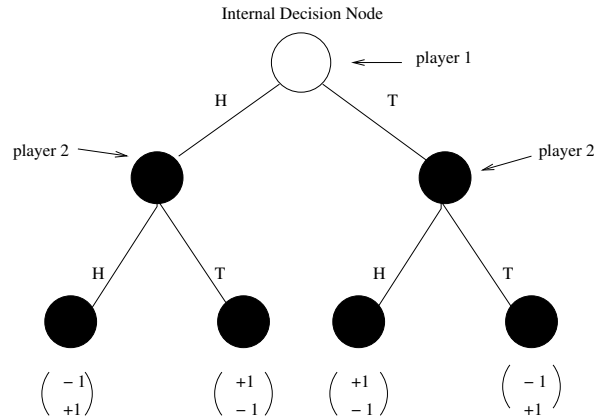 Internal Decision Node
player 1
H
T
player 2
player 2
H
T
H
T
− 1
+1
+1
− 1
+1
− 1
− 1
+1